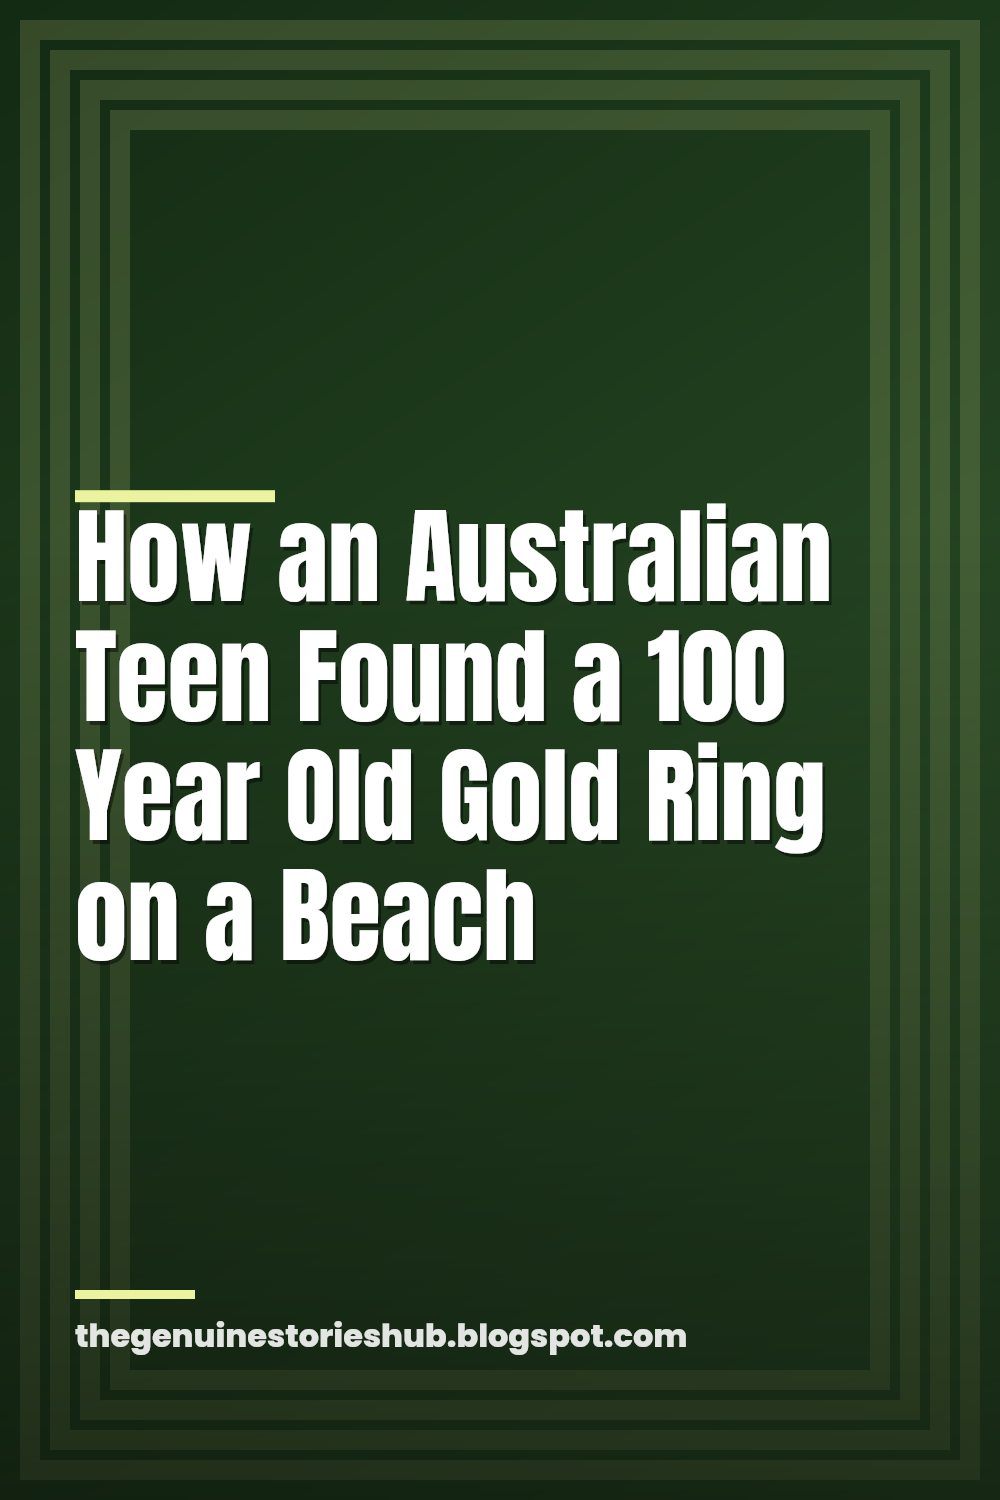 How an Australian
Teen Found a 100
Year Old Gold Ring
on a Beach
thegenuinestorieshub.blogspot.com